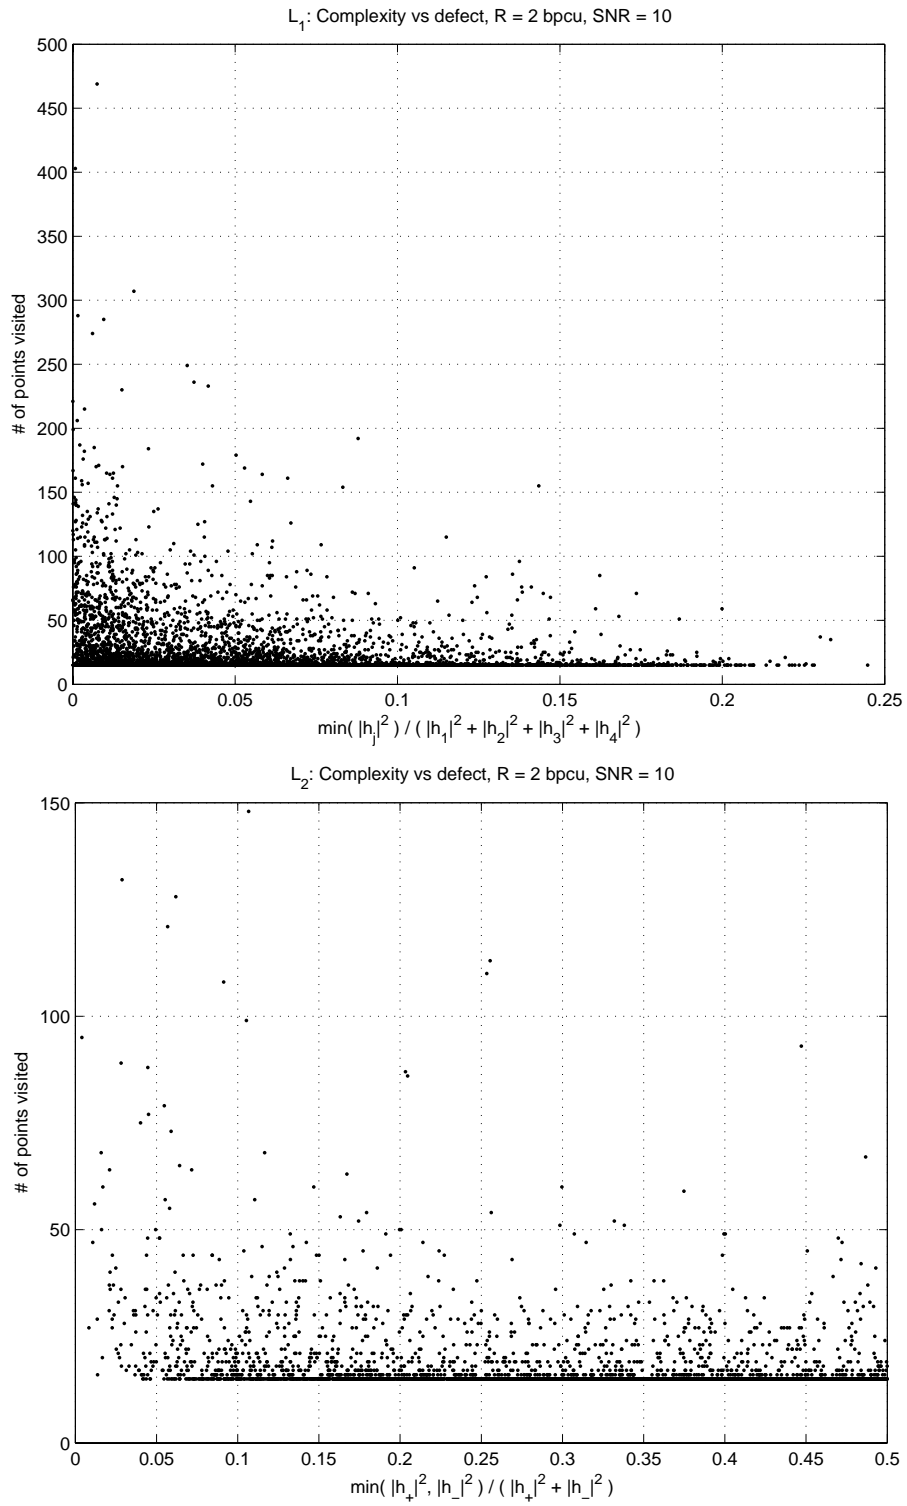 L₁: Complexity vs defect, R = 2 bpcu, SNR = 10
500
450
400
350
300
250
200
150
100
50
0
# of points visited
0 0.05 0.1 0.15 0.2 0.25
min( |hⱼ|² ) / ( |h₁|² + |h₂|² + |h₃|² + |h₄|² )
L₂: Complexity vs defect, R = 2 bpcu, SNR = 10
150
100
50
0
# of points visited
0 0.05 0.1 0.15 0.2 0.25 0.3 0.35 0.4 0.45 0.5
min( |h₊|², |h₋|² ) / ( |h₊|² + |h₋|² )